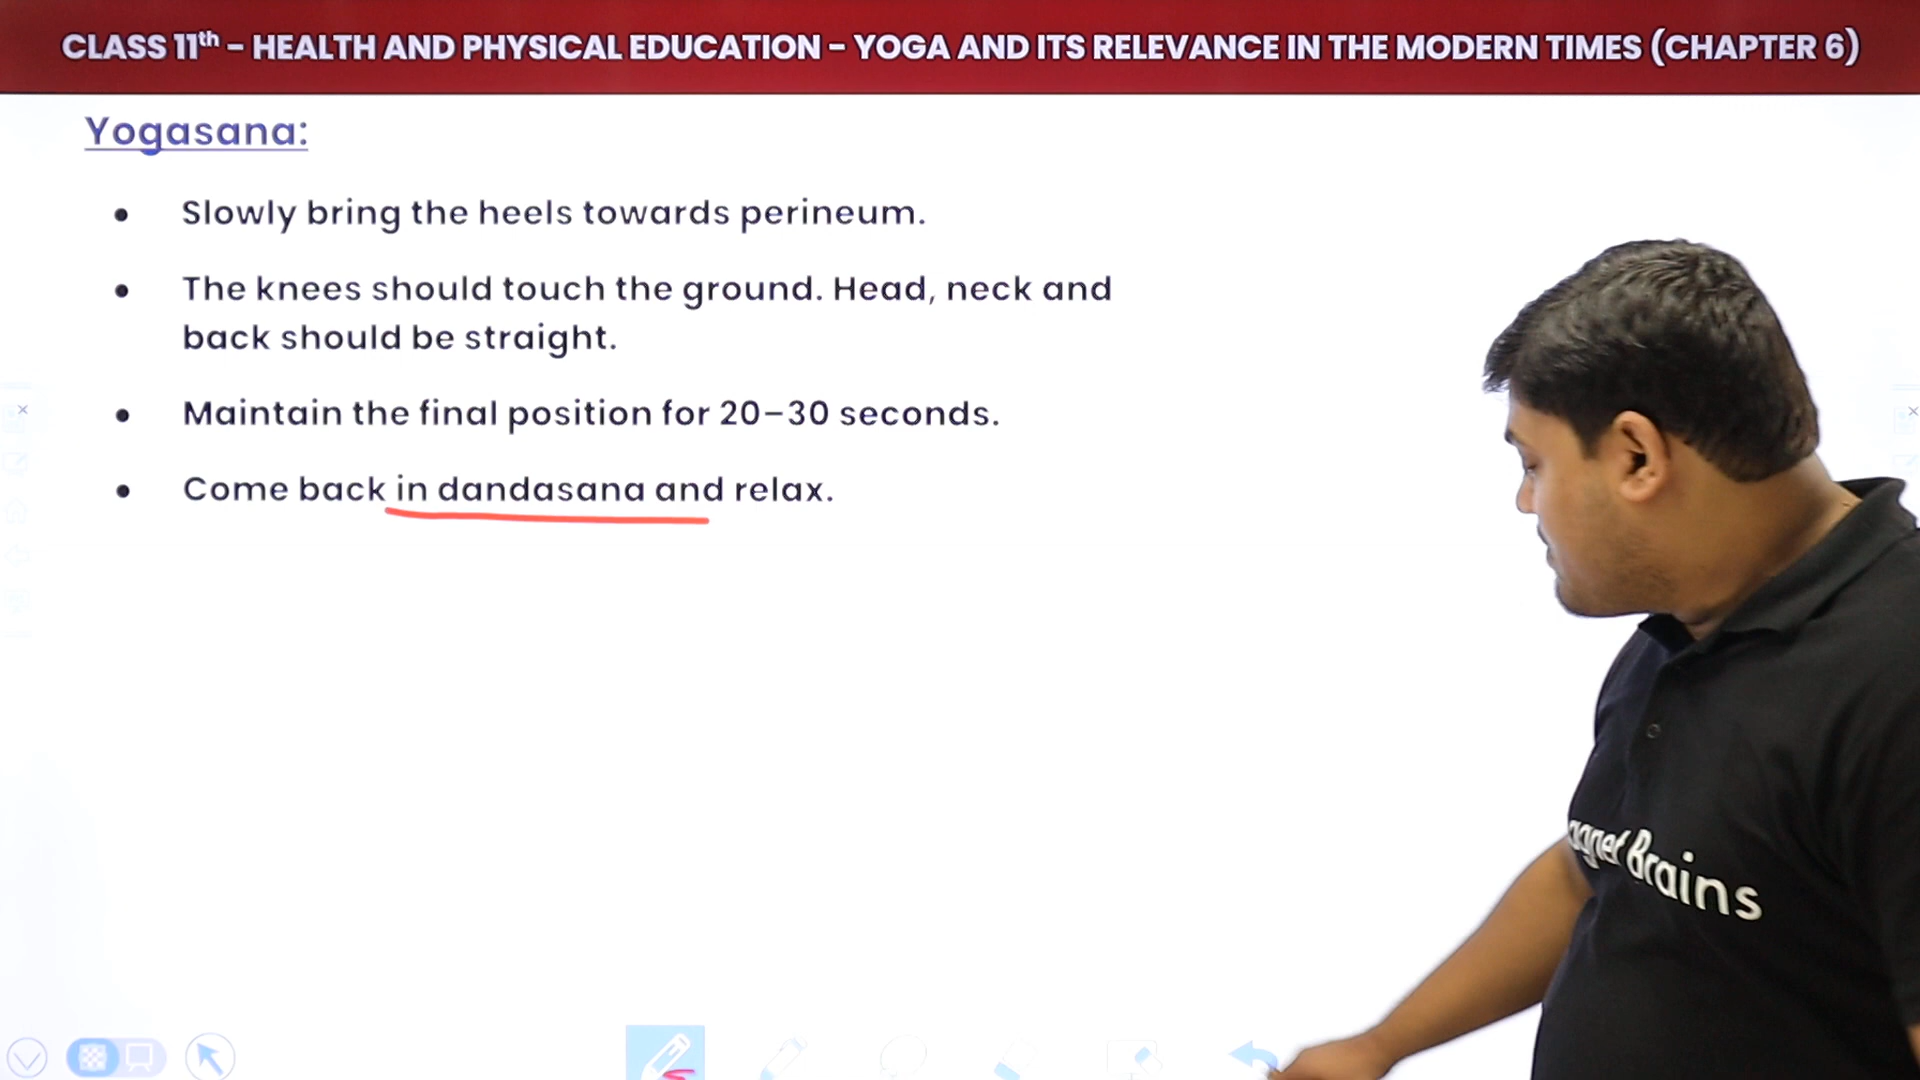 CLASS 11th – HEALTH AND PHYSICAL EDUCATION – YOGA AND ITS RELEVANCE IN THE MODERN TIMES (CHAPTER 6)
Yogasana:
• Slowly bring the heels towards perineum.
• The knees should touch the ground. Head, neck and
back should be straight.
• Maintain the final position for 20–30 seconds.
• Come back in dandasana and relax.
agnet Brains